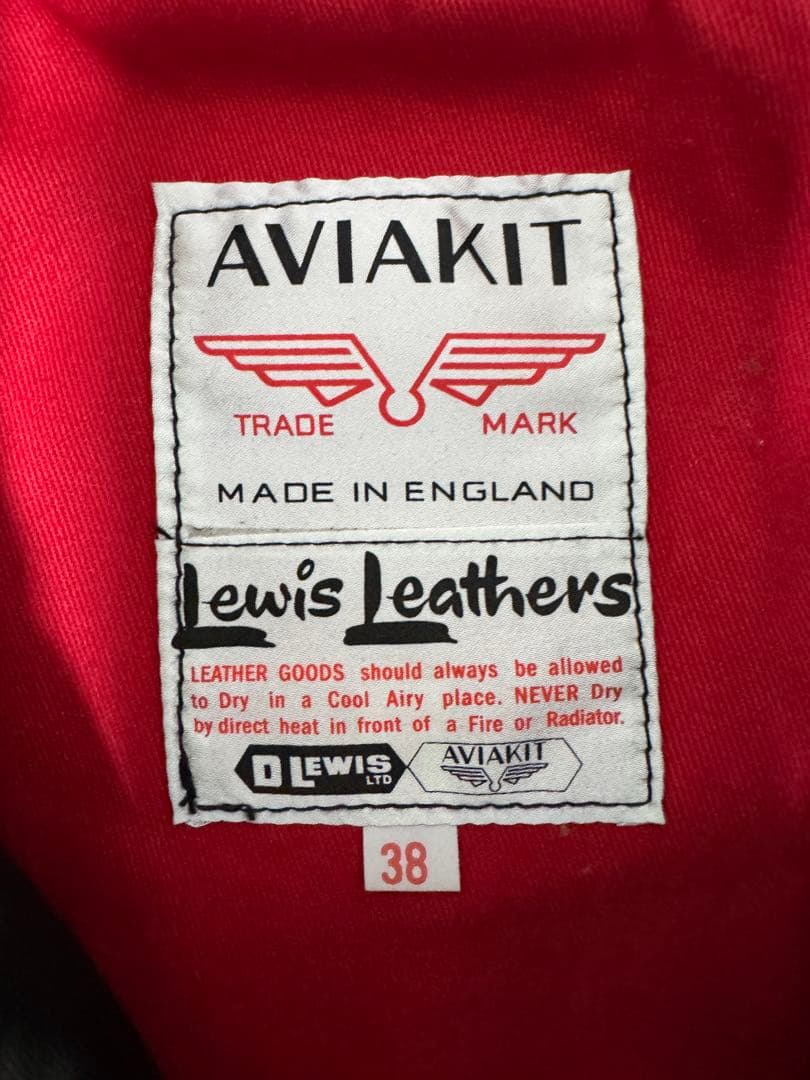 AVIAKIT
TRADE MARK
MADE IN ENGLAND
Lewis Leathers
LEATHER GOODS should always be allowed
to Dry in a Cool Airy place. NEVER Dry
by direct heat in front of a Fire or Radiator.
D LEWIS LTD AVIAKIT
38